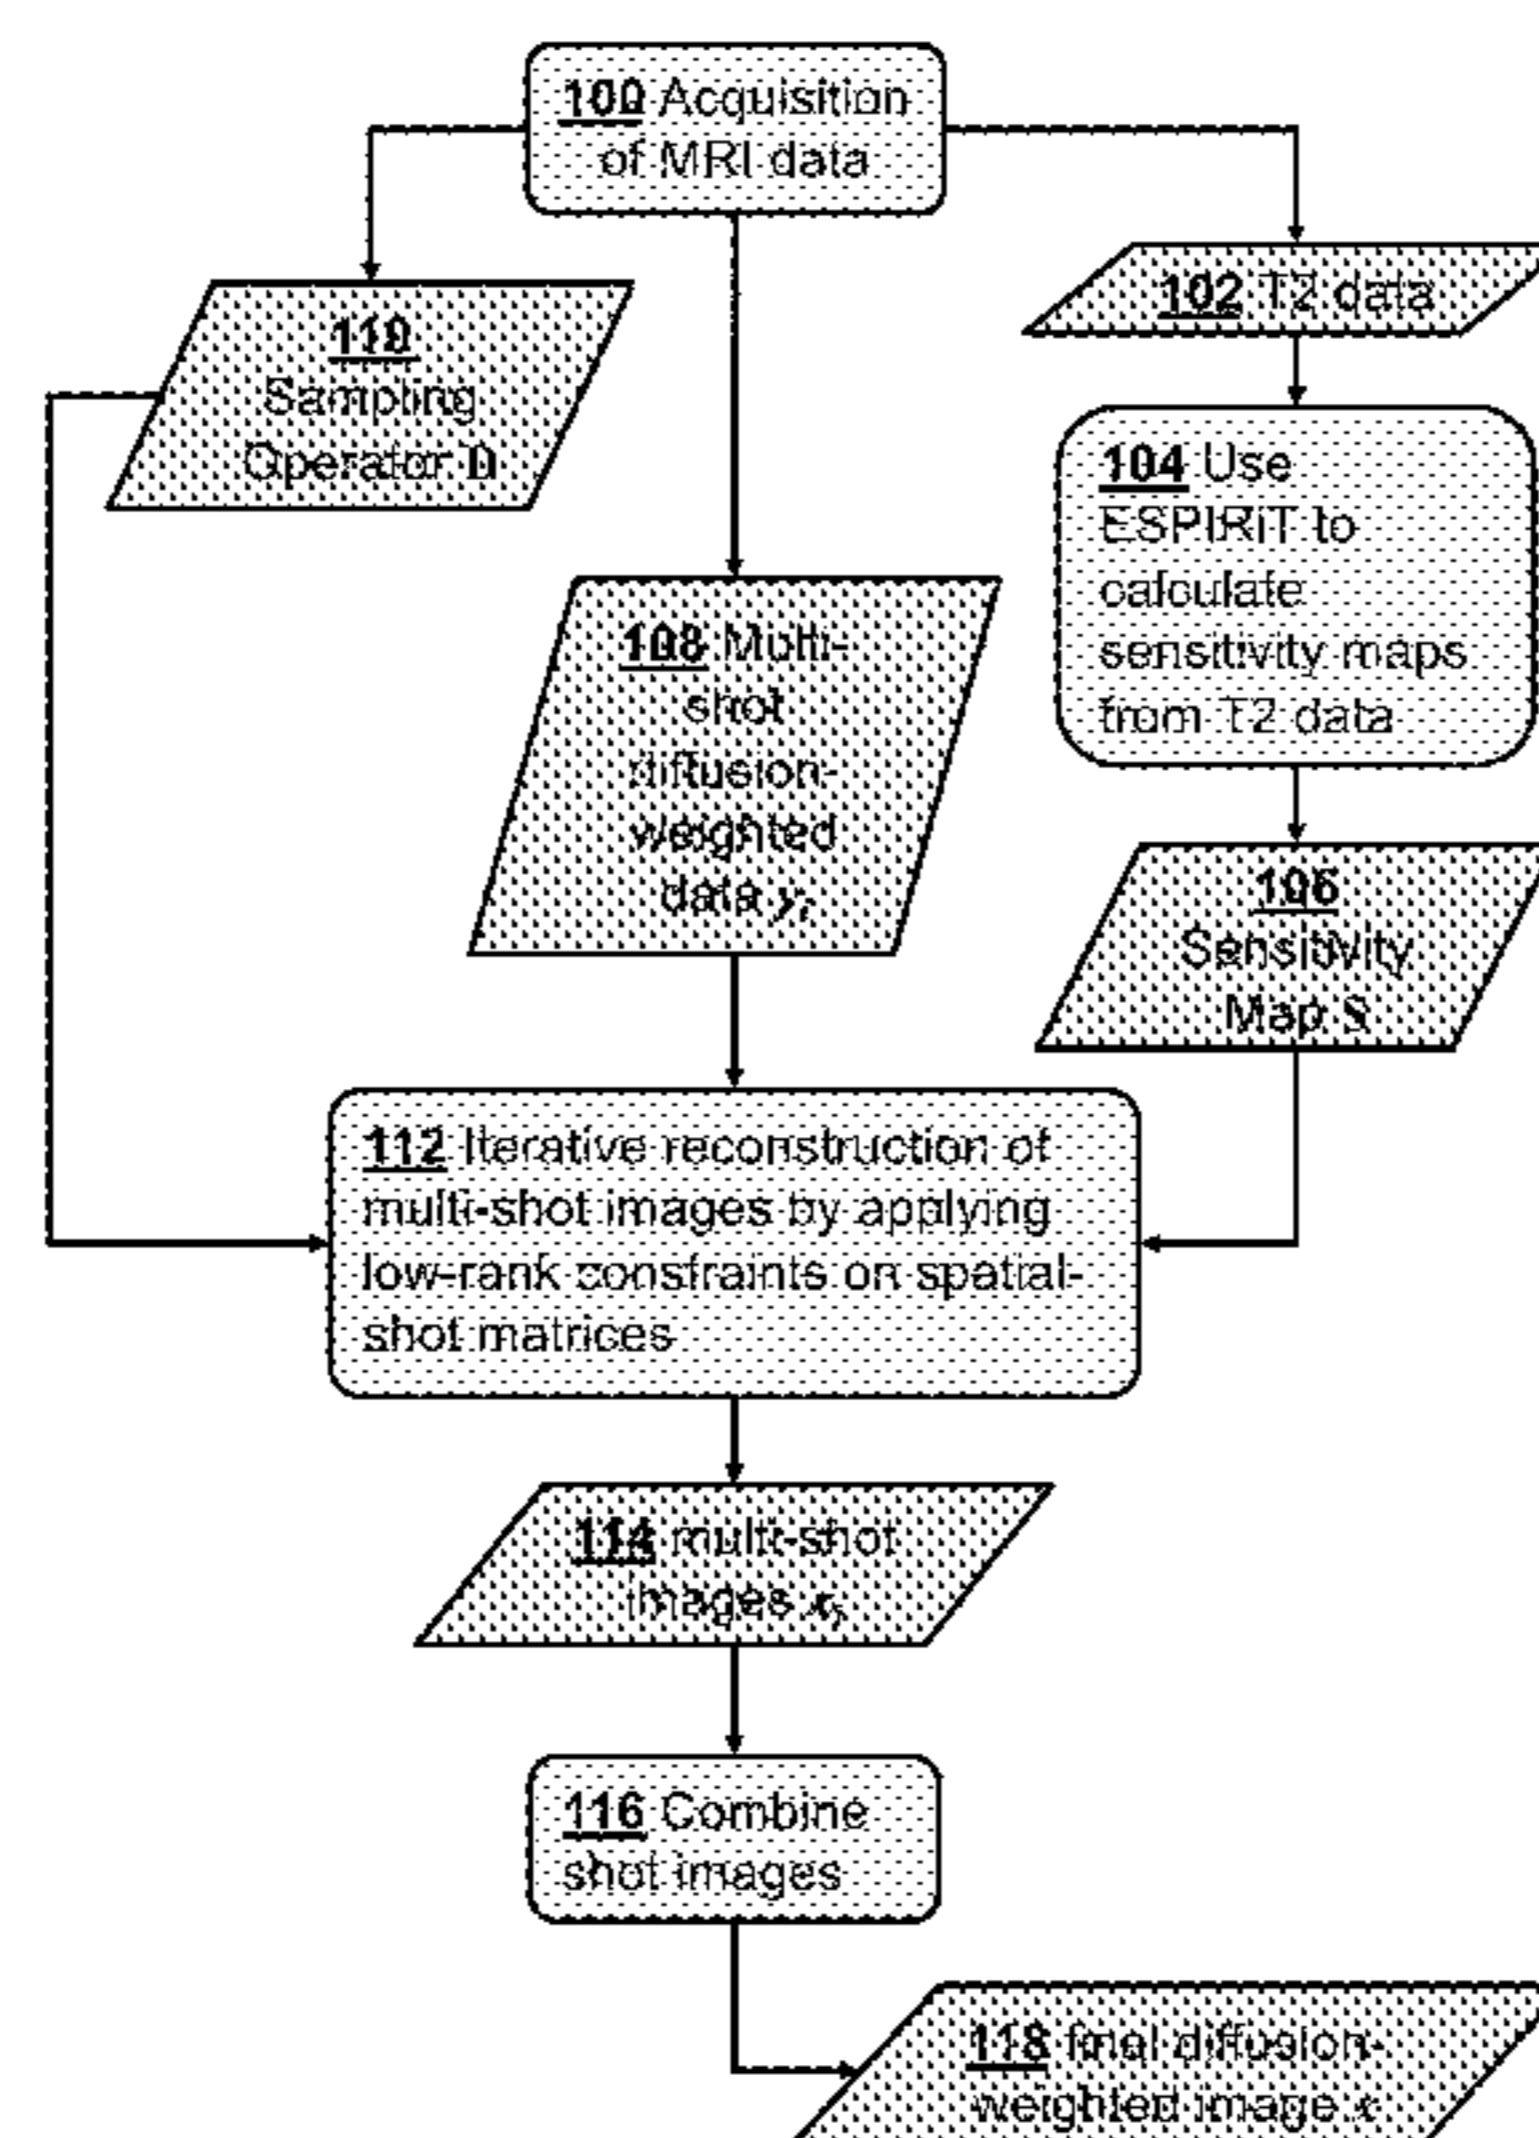 100 Acquisition
of MRI data
102 T2 data
110
Sampling
Operator D
104 Use
ESPIRiT to
calculate
sensitivity maps
from T2 data
108 Multi-
shot
diffusion-
weighted
data yᵢ
106
Sensitivity
Map S
112 Iterative reconstruction of
multi-shot images by applying
low-rank constraints on spatial-
shot matrices
114 multi-shot
images xᵢ
116 Combine
shot images
118 final diffusion-
weighted image x